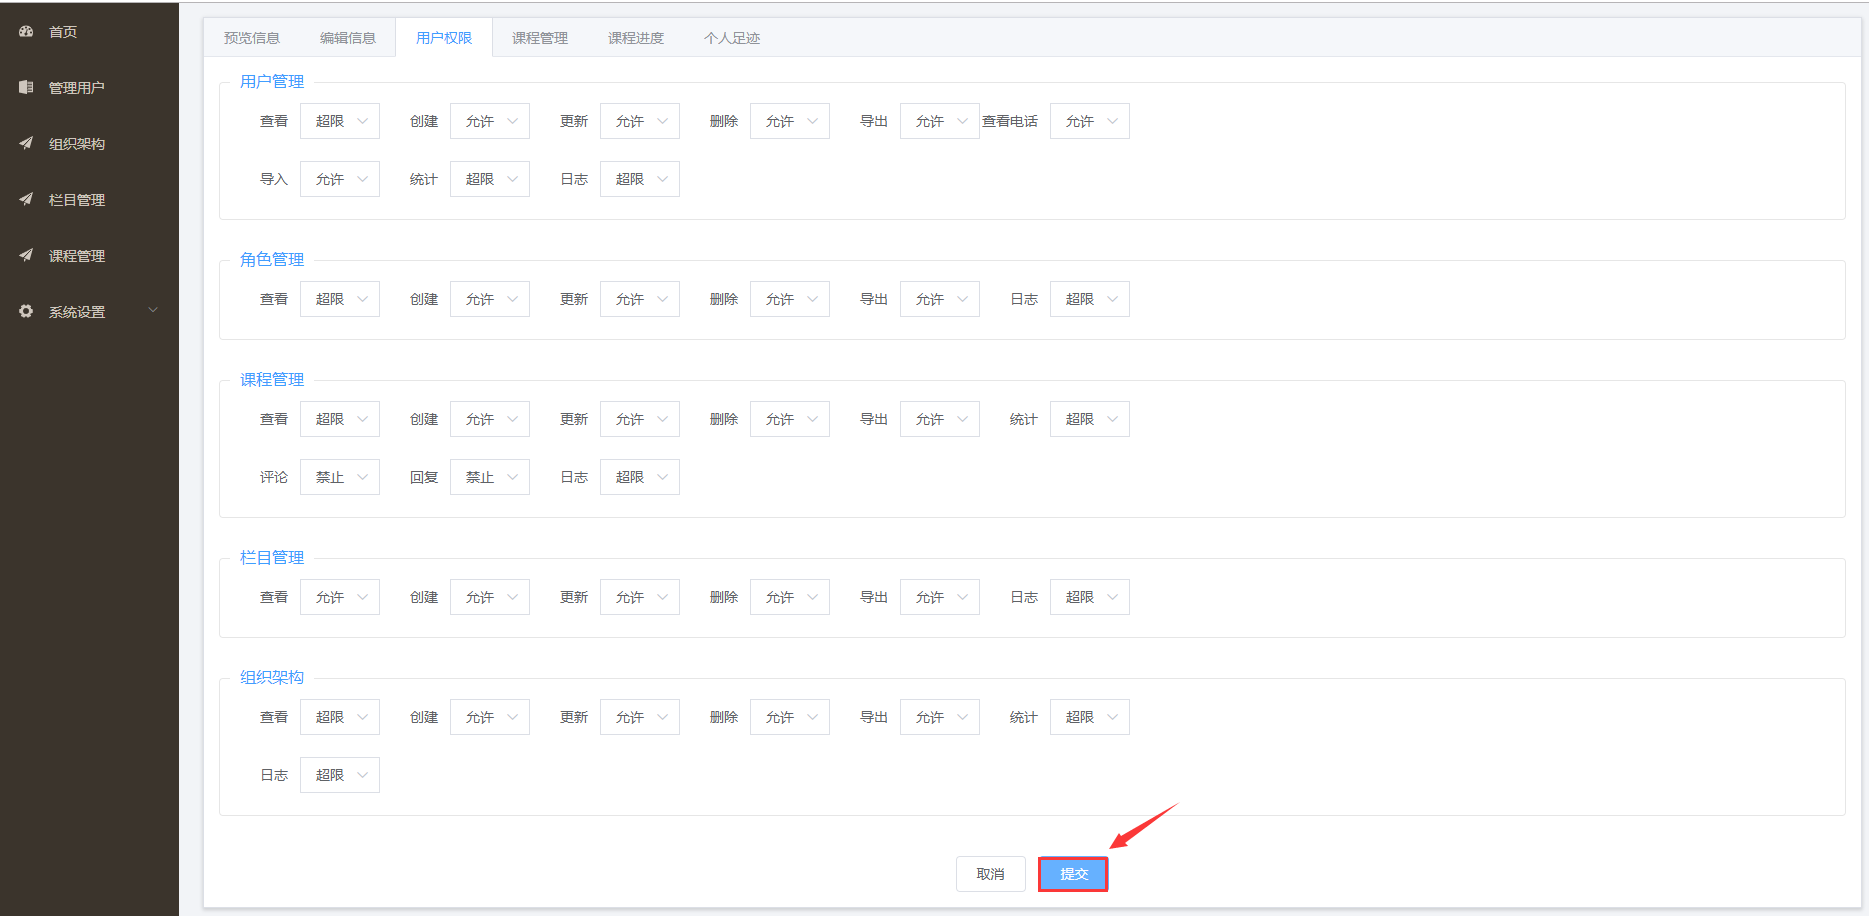 首页
管理用户
组织架构
栏目管理
课程管理
系统设置
预览信息 编辑信息 用户权限 课程管理 课程进度 个人足迹
用户管理
查看 超限 创建 允许 更新 允许 删除 允许 导出 允许 查看电话 允许
导入 允许 统计 超限 日志 超限
角色管理
查看 超限 创建 允许 更新 允许 删除 允许 导出 允许 日志 超限
课程管理
查看 超限 创建 允许 更新 允许 删除 允许 导出 允许 统计 超限
评论 禁止 回复 禁止 日志 超限
栏目管理
查看 允许 创建 允许 更新 允许 删除 允许 导出 允许 日志 超限
组织架构
查看 超限 创建 允许 更新 允许 删除 允许 导出 允许 统计 超限
日志 超限
取消 提交